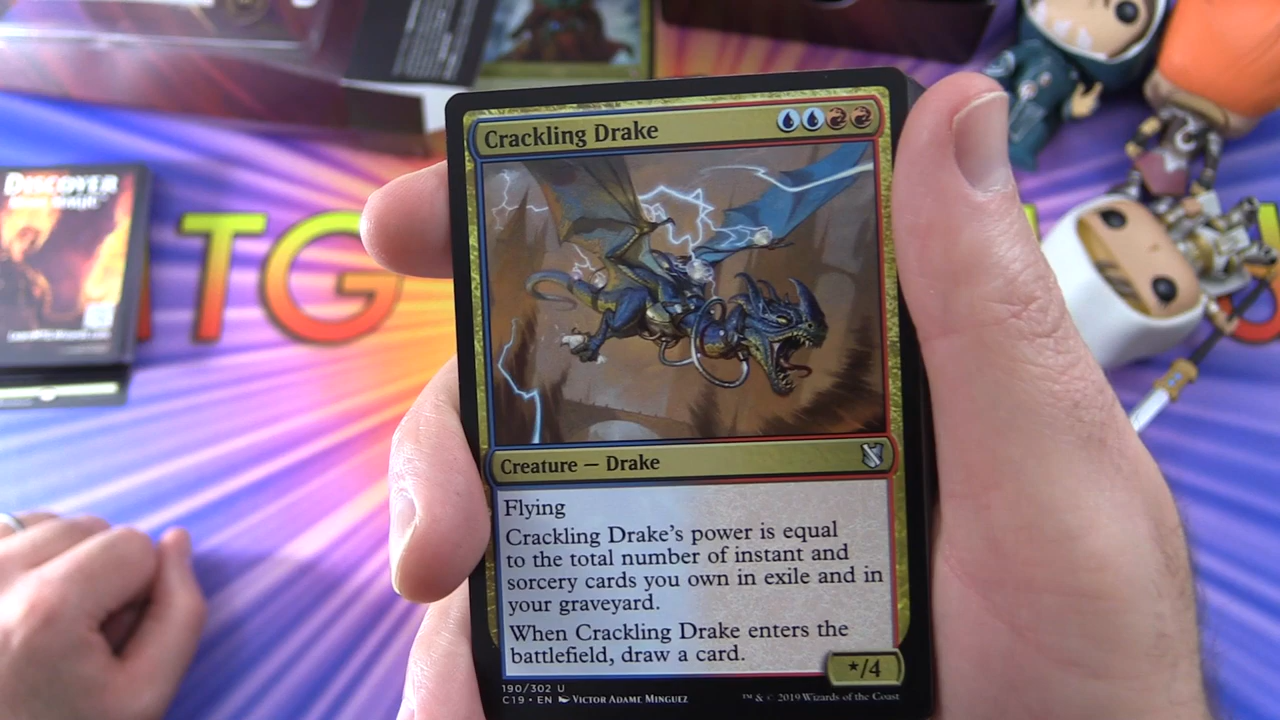 DISCOVER
TG
Crackling Drake
Creature — Drake
Flying
Crackling Drake's power is equal
to the total number of instant and
sorcery cards you own in exile and in
your graveyard.
When Crackling Drake enters the
battlefield, draw a card.
*/4
190/302 U
C19 • EN VICTOR ADAME MINGUEZ
™ & © 2019 Wizards of the Coast